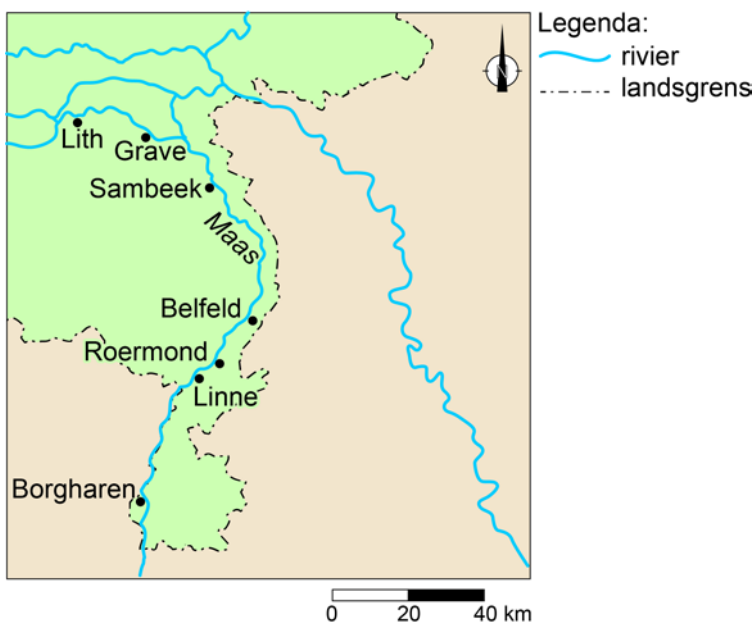 Legenda:
rivier
landsgrens
N
Lith
Grave
Sambeek
Maas
Belfeld
Roermond
Linne
Borgharen
0 20 40 km